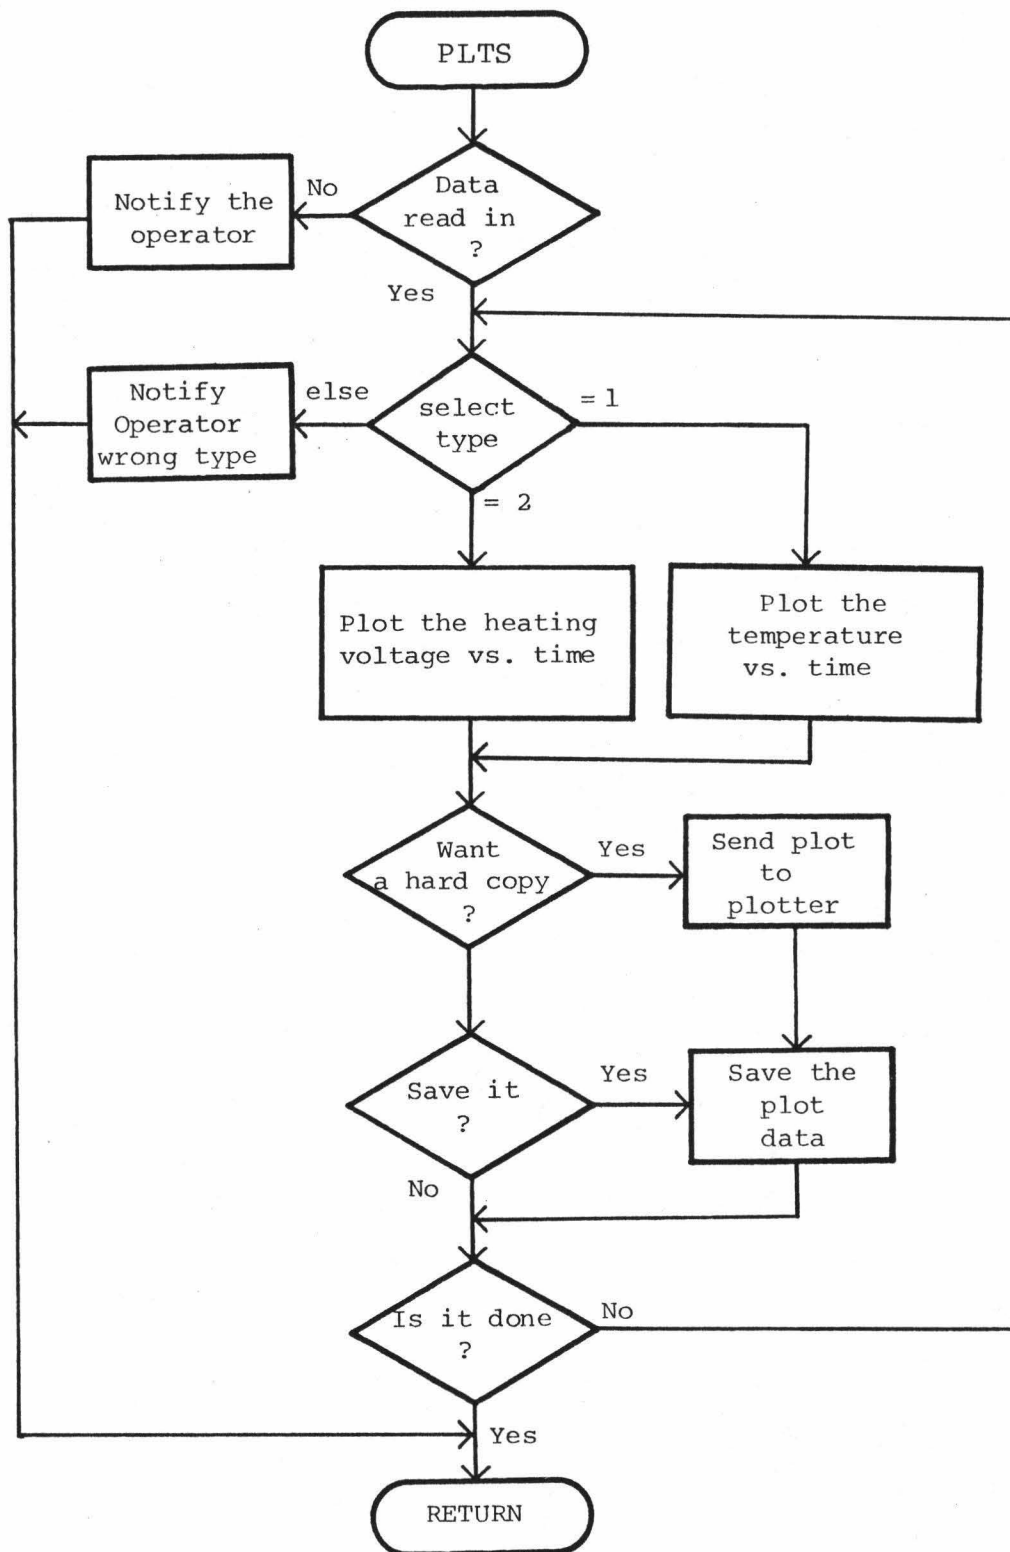 PLTS
Data
read in
?
No
Notify the
operator
Yes
select
type
else
Notify
Operator
wrong type
= 1
= 2
Plot the heating
voltage vs. time
Plot the
temperature
vs. time
Want
a hard copy
?
Yes
Send plot
to
plotter
Save it
?
Yes
Save the
plot
data
No
Is it done
?
No
Yes
RETURN